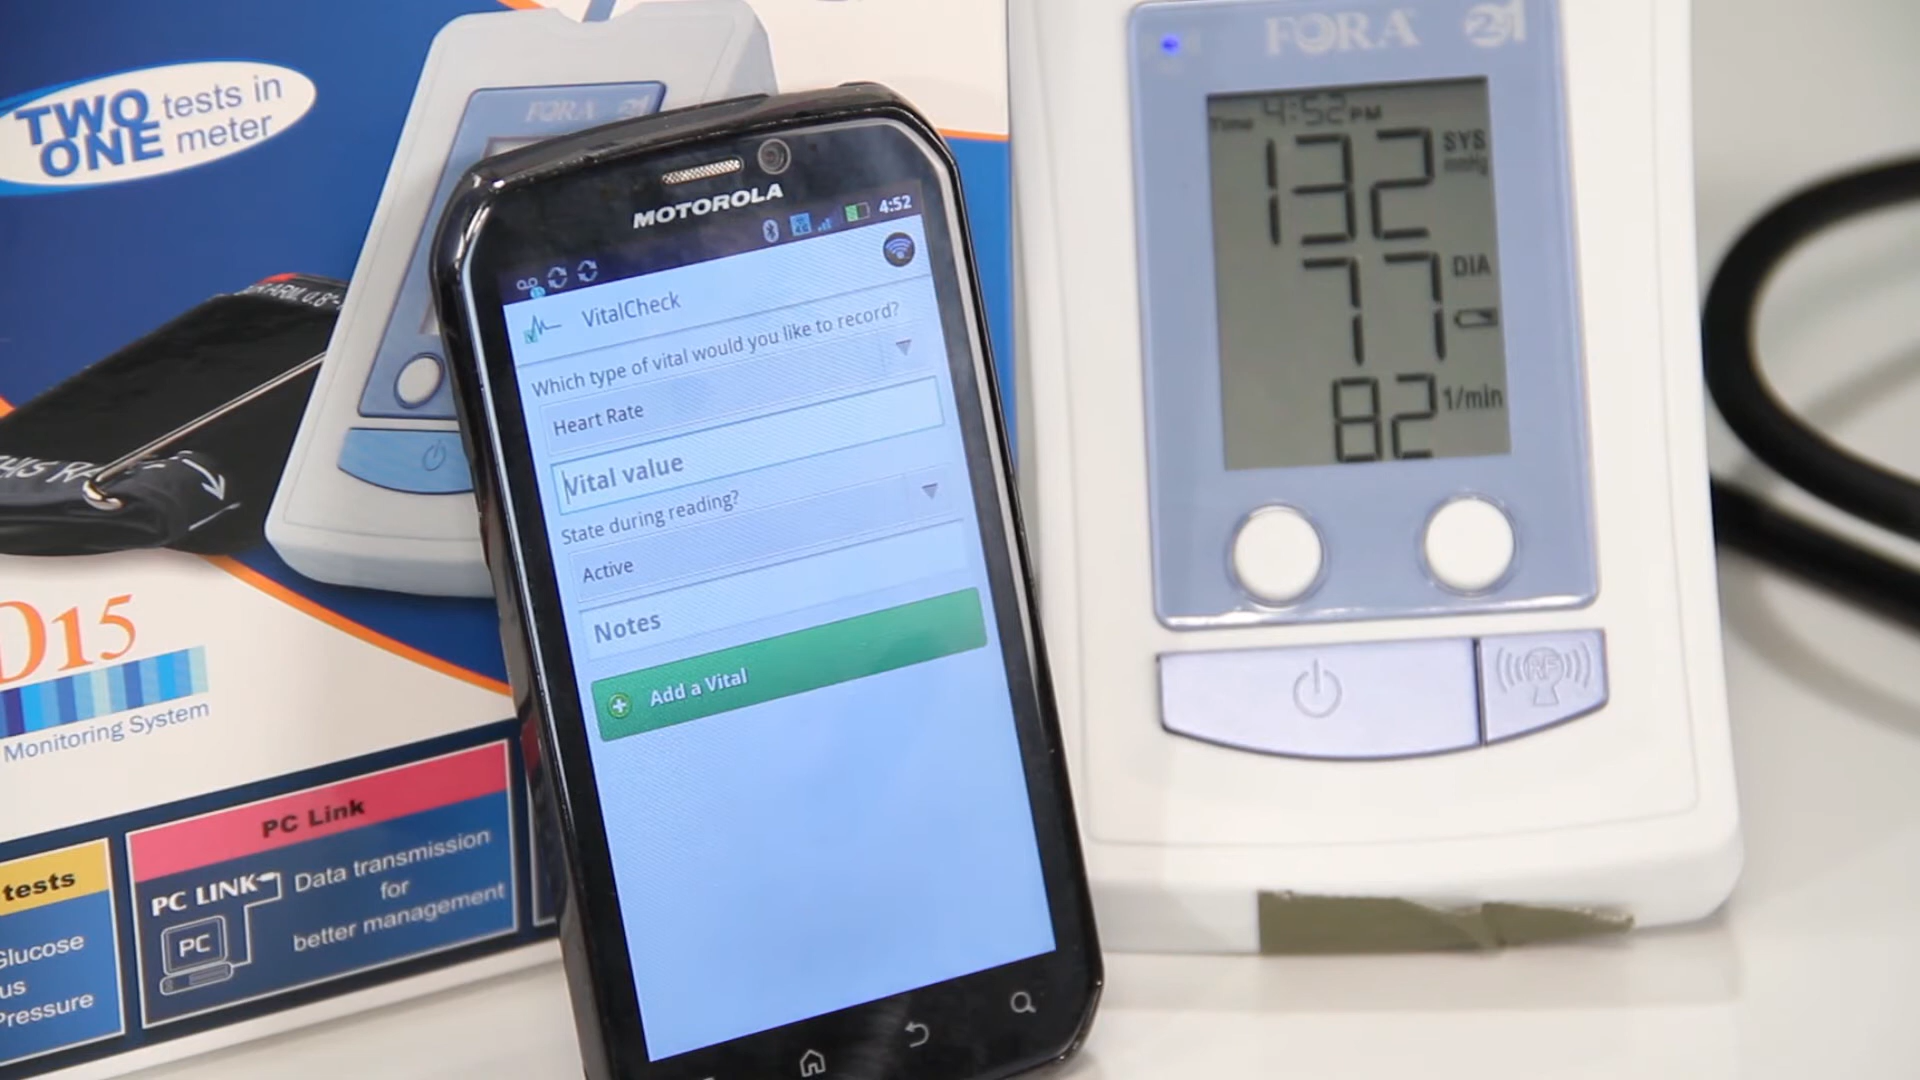 TWO tests in
ONE meter
FORA
D15
Monitoring System
PC Link
PC LINK
PC
Data transmission
for
better management
tests
Glucose
Pressure
MOTOROLA
4:52
VitalCheck
Which type of vital would you like to record?
Heart Rate
Vital value
State during reading?
Active
Notes
Add a Vital
FORA
Time 4:52 PM
132 SYS
mmHg
77 DIA
82 1/min
RF